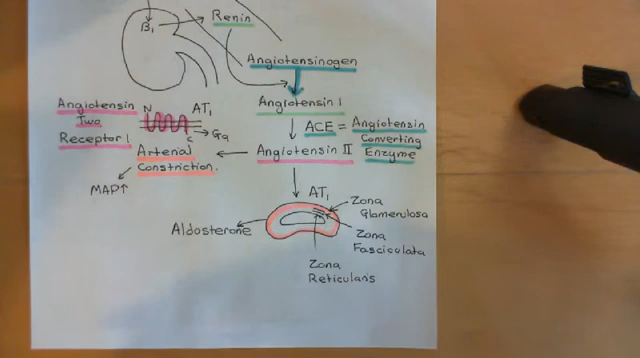 β₁
Renin
Angiotensinogen
Angiotensin
Two
Receptor 1
N
AT₁
C
Gq
Angiotensin I
ACE = Angiotensin
Converting
Enzyme
Arterial
Constriction.
Angiotensin II
MAP↑
AT₁
Zona
Glomerulosa
Aldosterone
Zona
Fasciculata
Zona
Reticularis